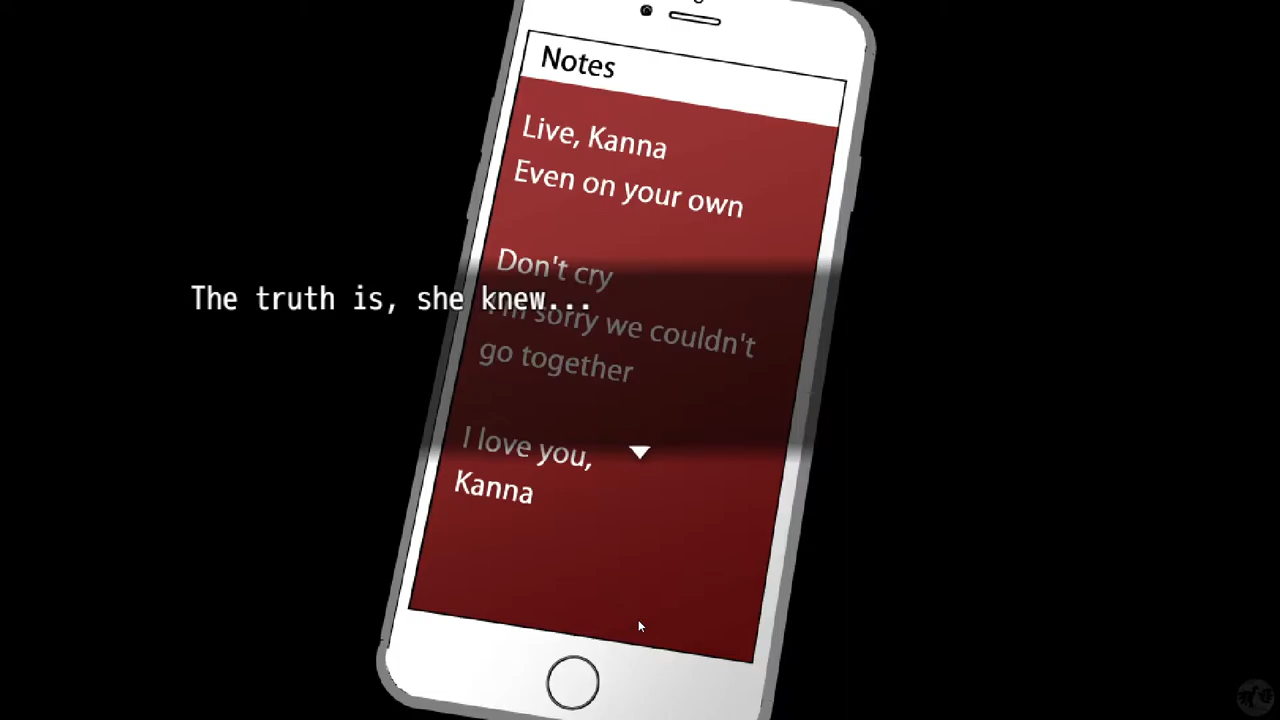 Notes
Live, Kanna
Even on your own
Don't cry
The truth is, she knew...
I'm sorry we couldn't
go together
I love you,
Kanna